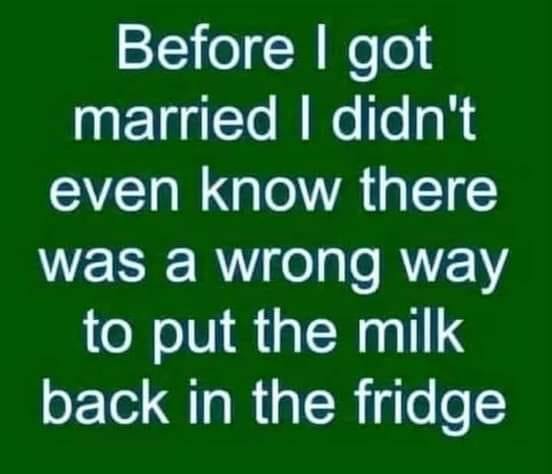 Before I got
married I didn't
even know there
was a wrong way
to put the milk
back in the fridge